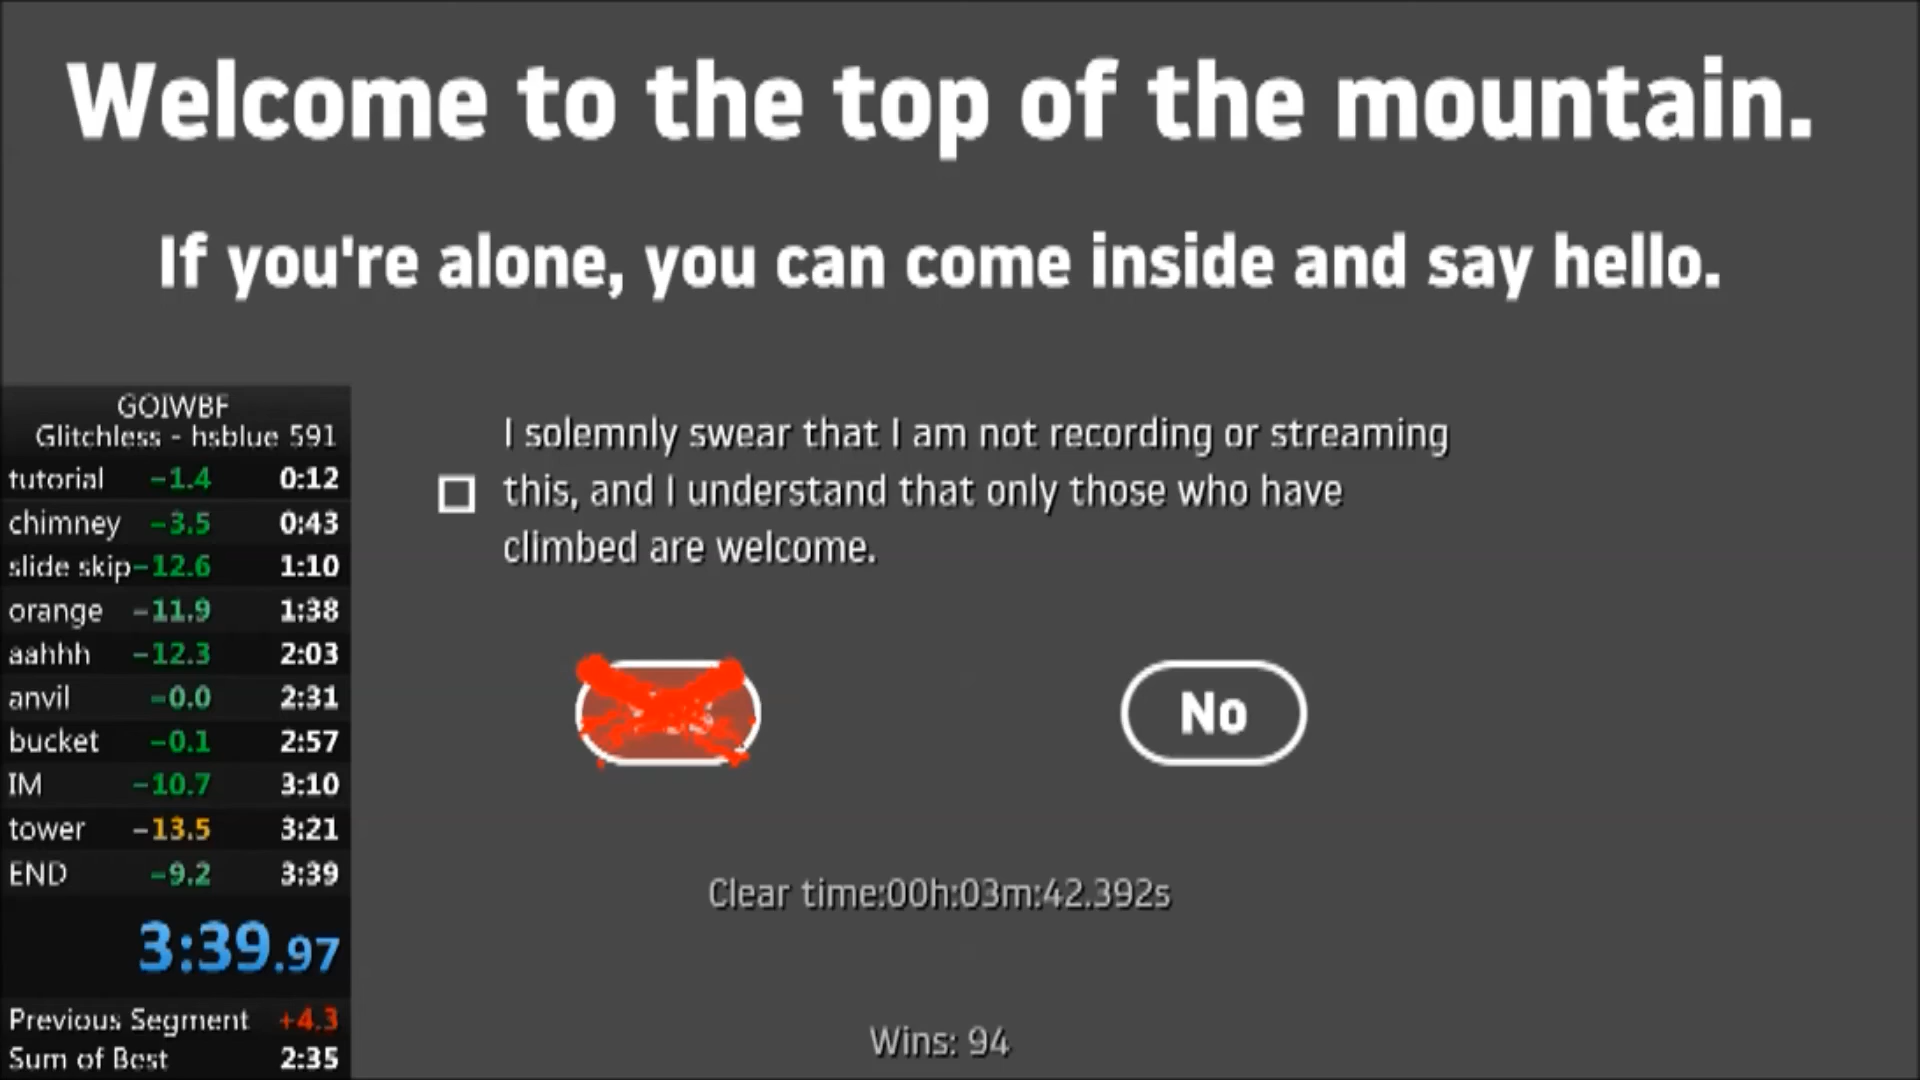 Welcome to the top of the mountain.
If you're alone, you can come inside and say hello.
GOIWBF
Glitchless - hsblue 591
tutorial -1.4 0:12
chimney -3.5 0:43
slide skip -12.6 1:10
orange -11.9 1:38
aahhh -12.3 2:03
anvil -0.0 2:31
bucket -0.1 2:57
IM -10.7 3:10
tower -13.5 3:21
END -9.2 3:39
3:39.97
Previous Segment +4.3
Sum of Best 2:35
I solemnly swear that I am not recording or streaming
this, and I understand that only those who have
climbed are welcome.
No
Clear time:00h:03m:42.392s
Wins: 94